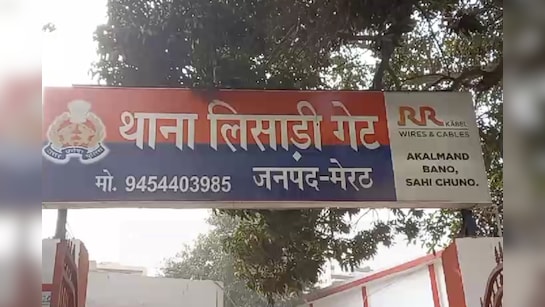 थाना लिसाड़ी गेट
मो. 9454403985 जनपद-मेरठ
RR
KABEL
WIRES & CABLES
AKALMAND
BANO,
SAHI CHUNO.